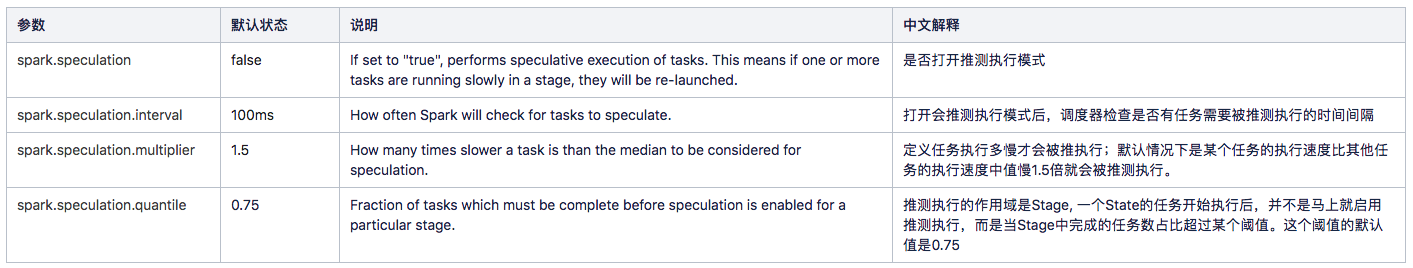 参数 默认状态 说明 中文解释
spark.speculation false If set to "true", performs speculative execution of tasks. This means if one or more 是否打开推测执行模式
tasks are running slowly in a stage, they will be re-launched.
spark.speculation.interval 100ms How often Spark will check for tasks to speculate. 打开会推测执行模式后，调度器检查是否有任务需要被推测执行的时间间隔
spark.speculation.multiplier 1.5 How many times slower a task is than the median to be considered for 定义任务执行多慢才会被推执行；默认情况下是某个任务的执行速度比其他任
speculation. 务的执行速度中值慢1.5倍就会被推测执行。
spark.speculation.quantile 0.75 Fraction of tasks which must be complete before speculation is enabled for a 推测执行的作用域是Stage, 一个State的任务开始执行后，并不是马上就启用
particular stage. 推测执行，而是当Stage中完成的任务数占比超过某个阈值。这个阈值的默认
值是0.75